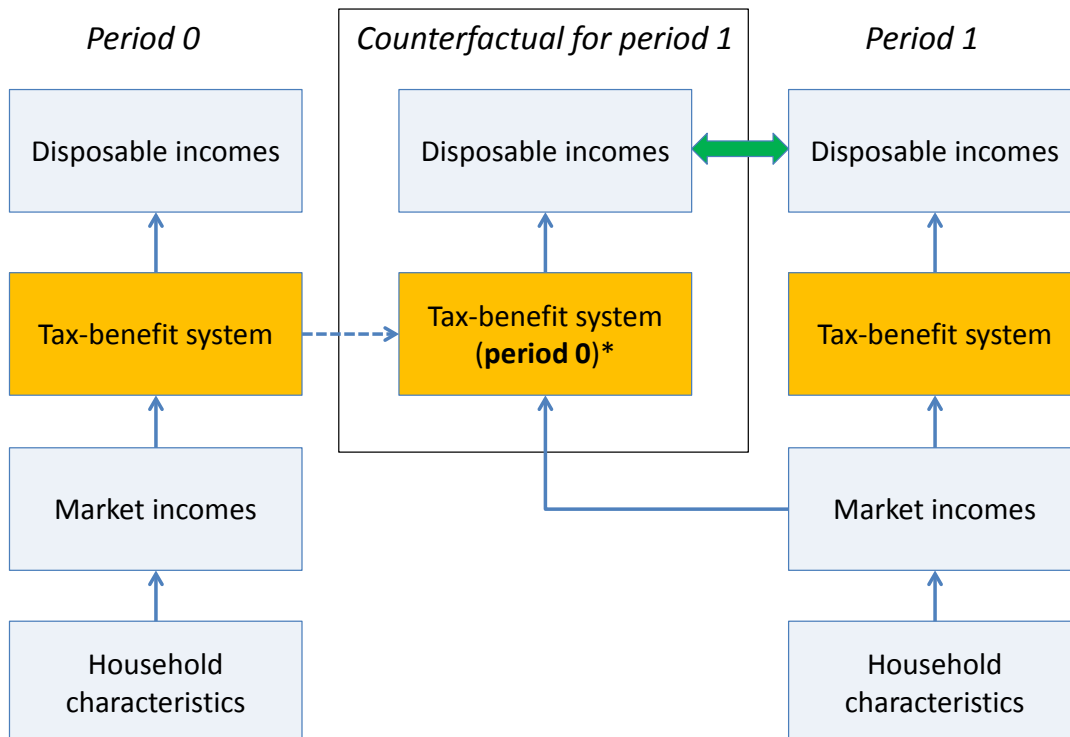 Period 0
Counterfactual for period 1
Period 1
Disposable incomes
Disposable incomes
Disposable incomes
Tax-benefit system
Tax-benefit system
(period 0)*
Tax-benefit system
Market incomes
Market incomes
Household
characteristics
Household
characteristics